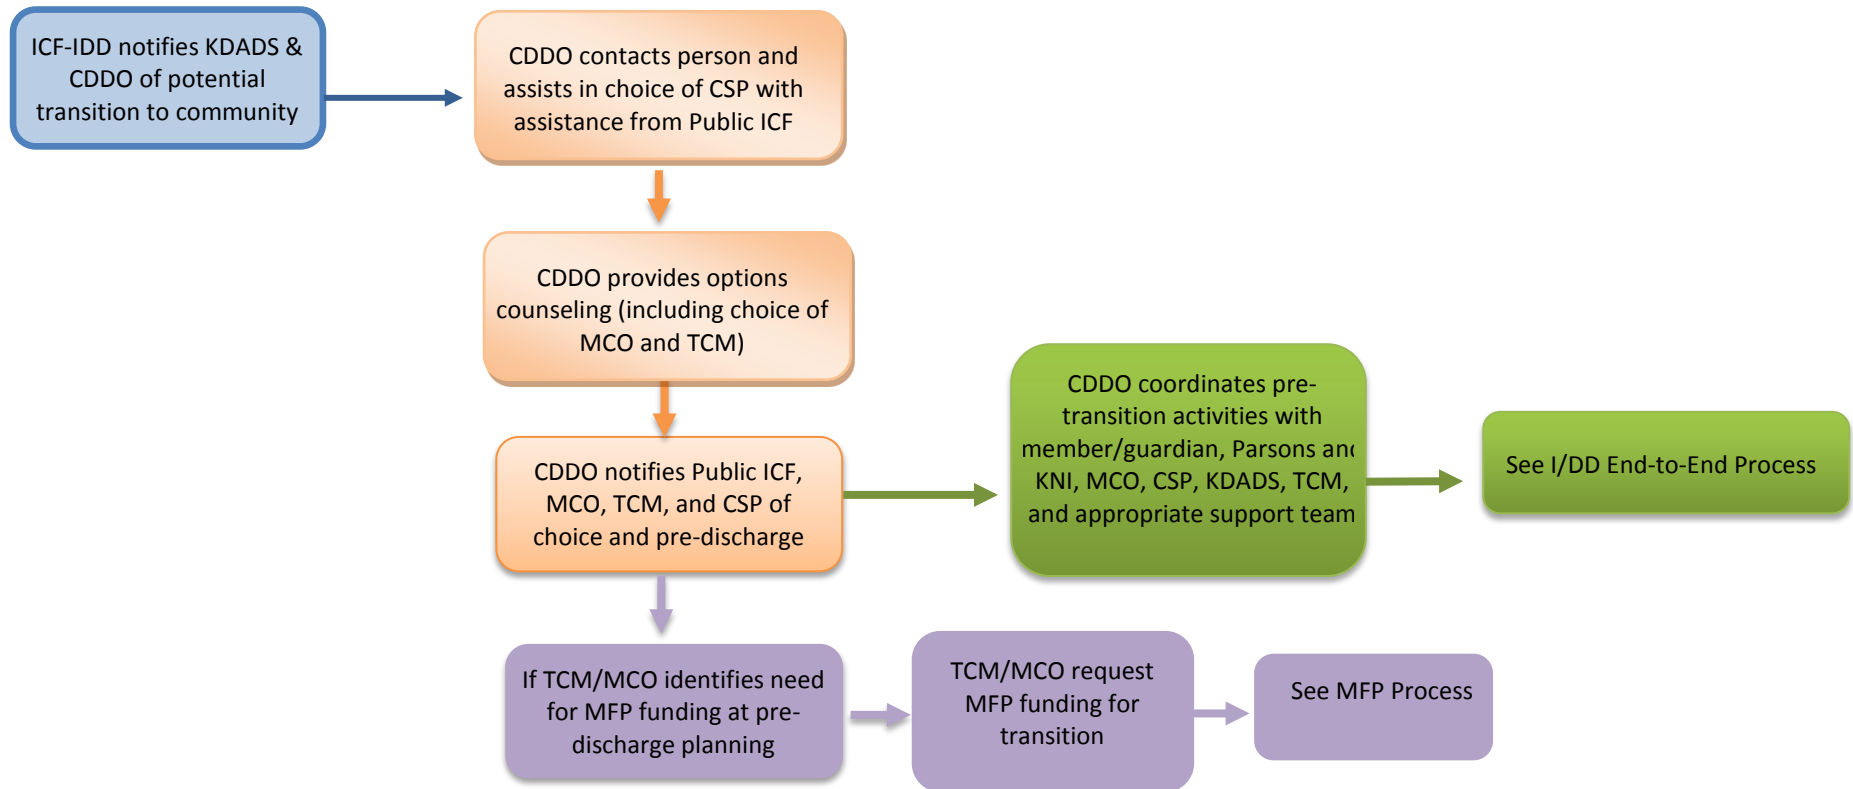 ICF-IDD notifies KDADS &
CDDO of potential
transition to community
CDDO contacts person and
assists in choice of CSP with
assistance from Public ICF
CDDO provides options
counseling (including choice of
MCO and TCM)
CDDO notifies Public ICF,
MCO, TCM, and CSP of
choice and pre-discharge
CDDO coordinates pre-
transition activities with
member/guardian, Parsons and
KNI, MCO, CSP, KDADS, TCM,
and appropriate support team
See I/DD End-to-End Process
If TCM/MCO identifies need
for MFP funding at pre-
discharge planning
TCM/MCO request
MFP funding for
transition
See MFP Process